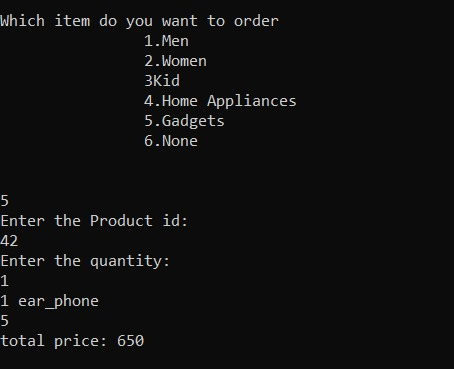 Which item do you want to order
1.Men
2.Women
3Kid
4.Home Appliances
5.Gadgets
6.None
5
Enter the Product id:
42
Enter the quantity:
1
1 ear_phone
5
total price: 650